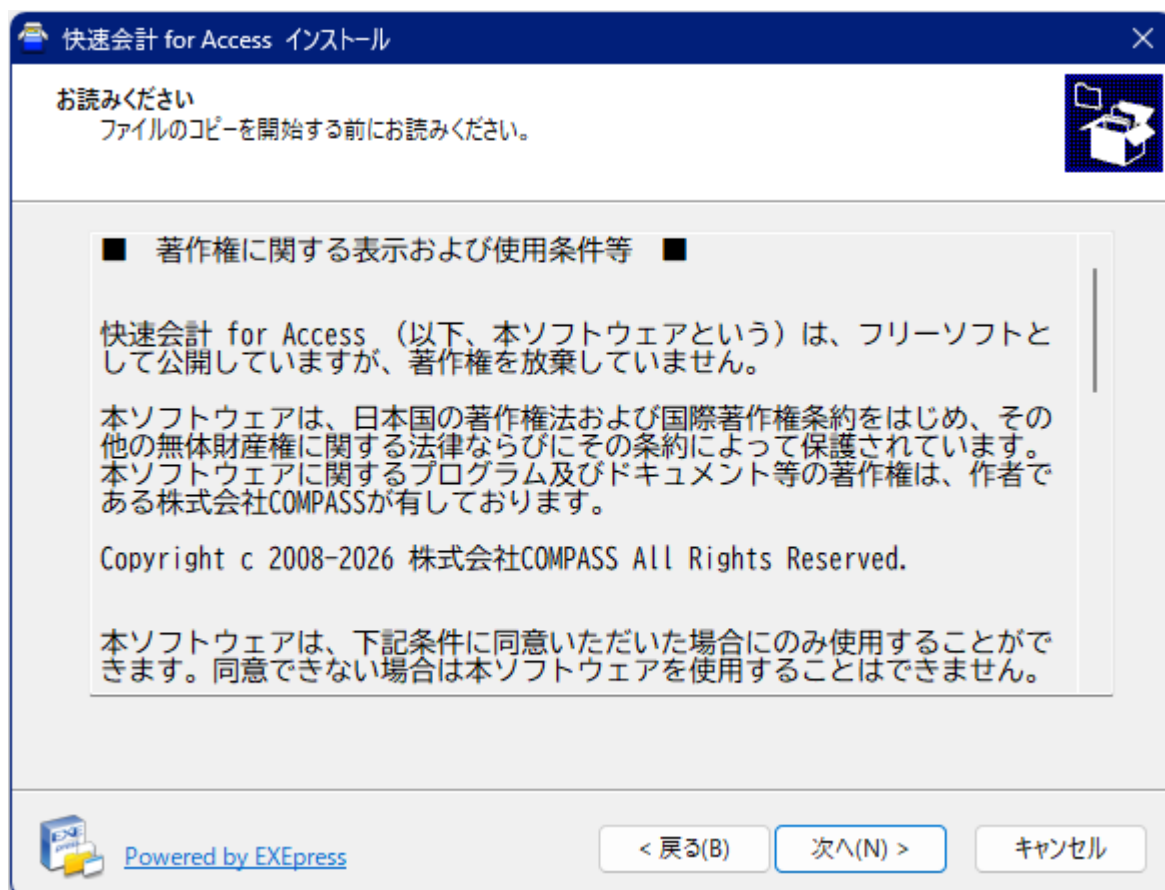 快速会計 for Access インストール
お読みください
ファイルのコピーを開始する前にお読みください。
■　著作権に関する表示および使用条件等　■
快速会計 for Access （以下、本ソフトウェアという）は、フリーソフトと
して公開していますが、著作権を放棄していません。
本ソフトウェアは、日本国の著作権法および国際著作権条約をはじめ、その
他の無体財産権に関する法律ならびにその条約によって保護されています。
本ソフトウェアに関するプログラム及びドキュメント等の著作権は、作者で
ある株式会社COMPASSが有しております。
Copyright c 2008-2026 株式会社COMPASS All Rights Reserved.
本ソフトウェアは、下記条件に同意いただいた場合にのみ使用することがで
きます。同意できない場合は本ソフトウェアを使用することはできません。
EXE
press
Powered by EXEpress
< 戻る(B)
次へ(N) >
キャンセル